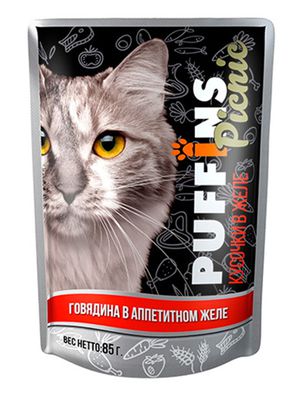 PUFFINS
Picnic
КУСОЧКИ В ЖЕЛЕ
ГОВЯДИНА В АППЕТИТНОМ ЖЕЛЕ
ВЕС НЕТТО: 85 Г.